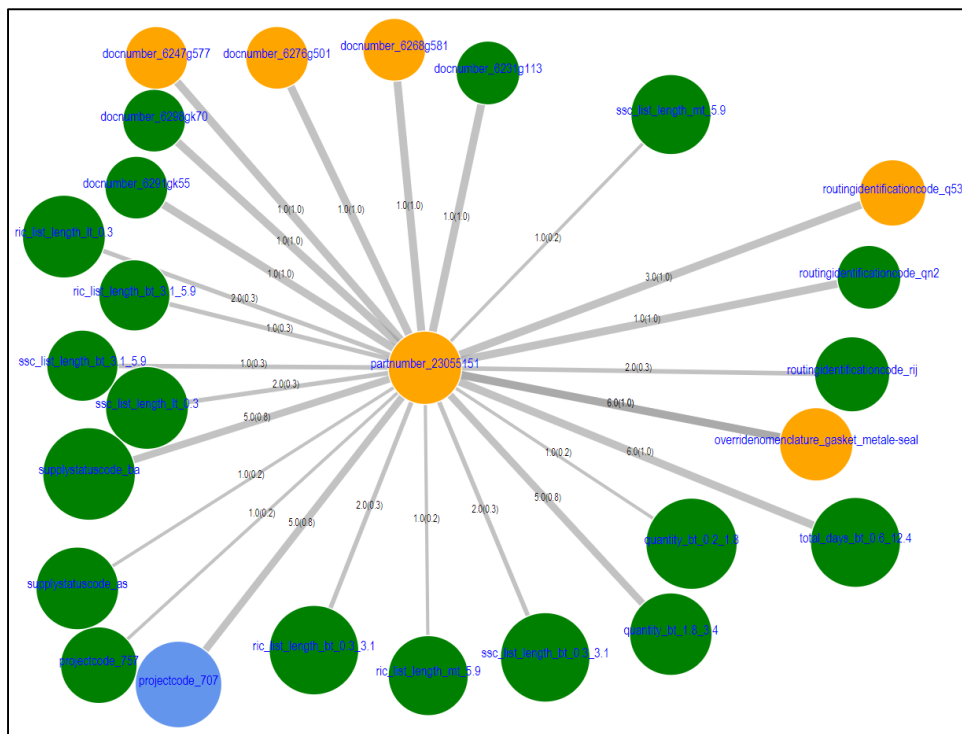 docnumber_6247g577
docnumber_6276g501
docnumber_6268g581
docnumber_6231g113
docnumber_6296gk70
ssc_list_length_mt_5.9
docnumber_6291gk55
routingidentificationcode_q53
ric_list_length_lt_0.3
1.0(1.0)
1.0(1.0)
1.0(1.0)
1.0(1.0)
1.0(0.2)
1.0(1.0)
3.0(1.0)
routingidentificationcode_qn2
1.0(1.0)
ric_list_length_bt_3.1_5.9
2.0(0.3)
1.0(1.0)
1.0(0.3)
ssc_list_length_bt_3.1_5.9
1.0(0.3)
partnumber_23055151
2.0(0.3)
routingidentificationcode_rij
2.0(0.3)
6.0(1.0)
ssc_list_length_lt_0.3
5.0(0.8)
overridenomenclature_gasket_metale-seal
1.0(0.2)
6.0(1.0)
supplystatuscode_ba
1.0(0.2)
5.0(0.8)
1.0(0.2)
5.0(0.8)
2.0(0.3)
1.0(0.2)
2.0(0.3)
quantity_bt_0.2_1.8
total_days_bt_0.6_12.4
supplystatuscode_as
quantity_bt_1.8_3.4
ric_list_length_bt_0.3_3.1
ssc_list_length_bt_0.3_3.1
projectcode_757
ric_list_length_mt_5.9
projectcode_707